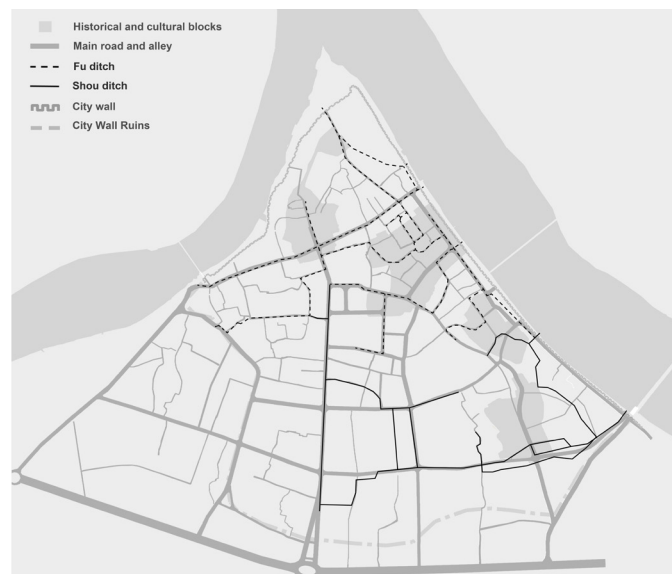 Historical and cultural blocks
Main road and alley
Fu ditch
Shou ditch
City wall
City Wall Ruins